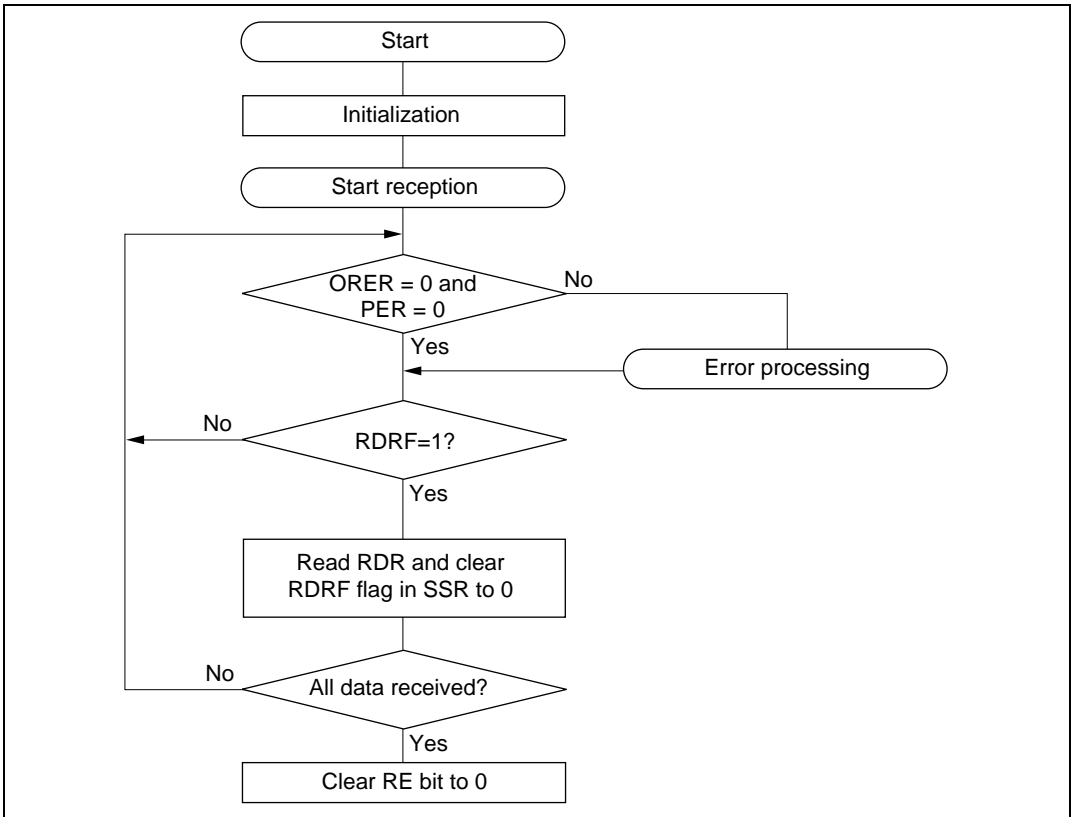 Start
Initialization
Start reception
ORER = 0 and
PER = 0
No
Yes
Error processing
No
RDRF=1?
Yes
Read RDR and clear
RDRF flag in SSR to 0
No
All data received?
Yes
Clear RE bit to 0